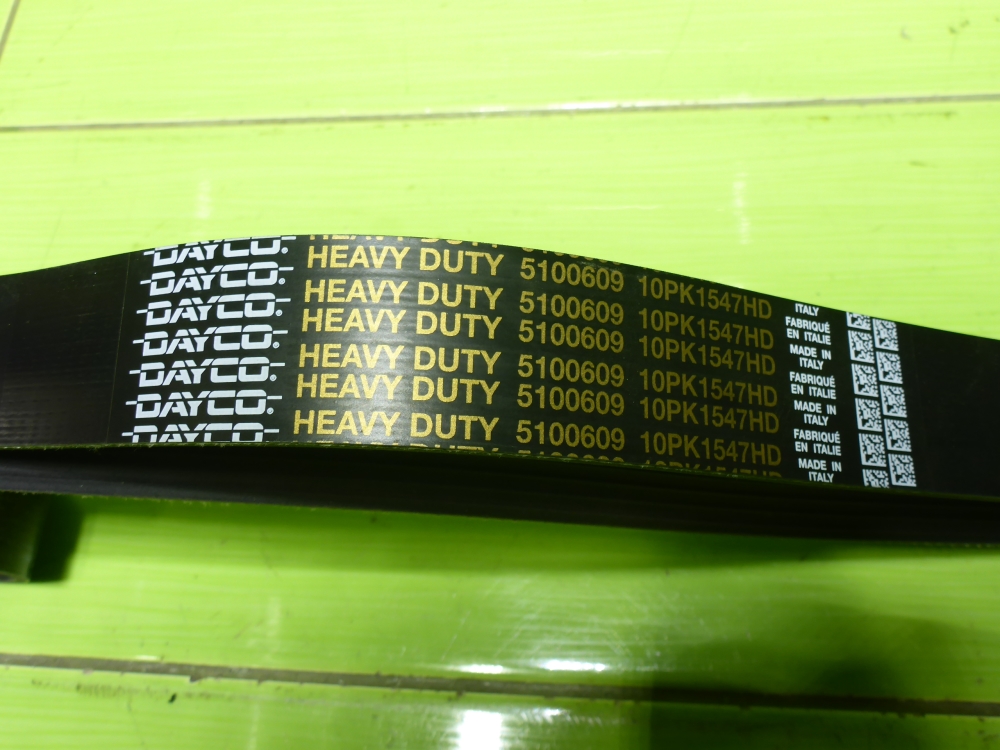 DAYCO. HEAVY DUTY 5100609 10PK1547HD ITALY
DAYCO. HEAVY DUTY 5100609 10PK1547HD FABRIQUÉ EN ITALIE
DAYCO. HEAVY DUTY 5100609 10PK1547HD MADE IN ITALY
DAYCO. HEAVY DUTY 5100609 10PK1547HD FABRIQUÉ EN ITALIE
DAYCO. HEAVY DUTY 5100609 10PK1547HD MADE IN ITALY
DAYCO. HEAVY DUTY 5100609 10PK1547HD FABRIQUÉ EN ITALIE
DAYCO. MADE IN ITALY